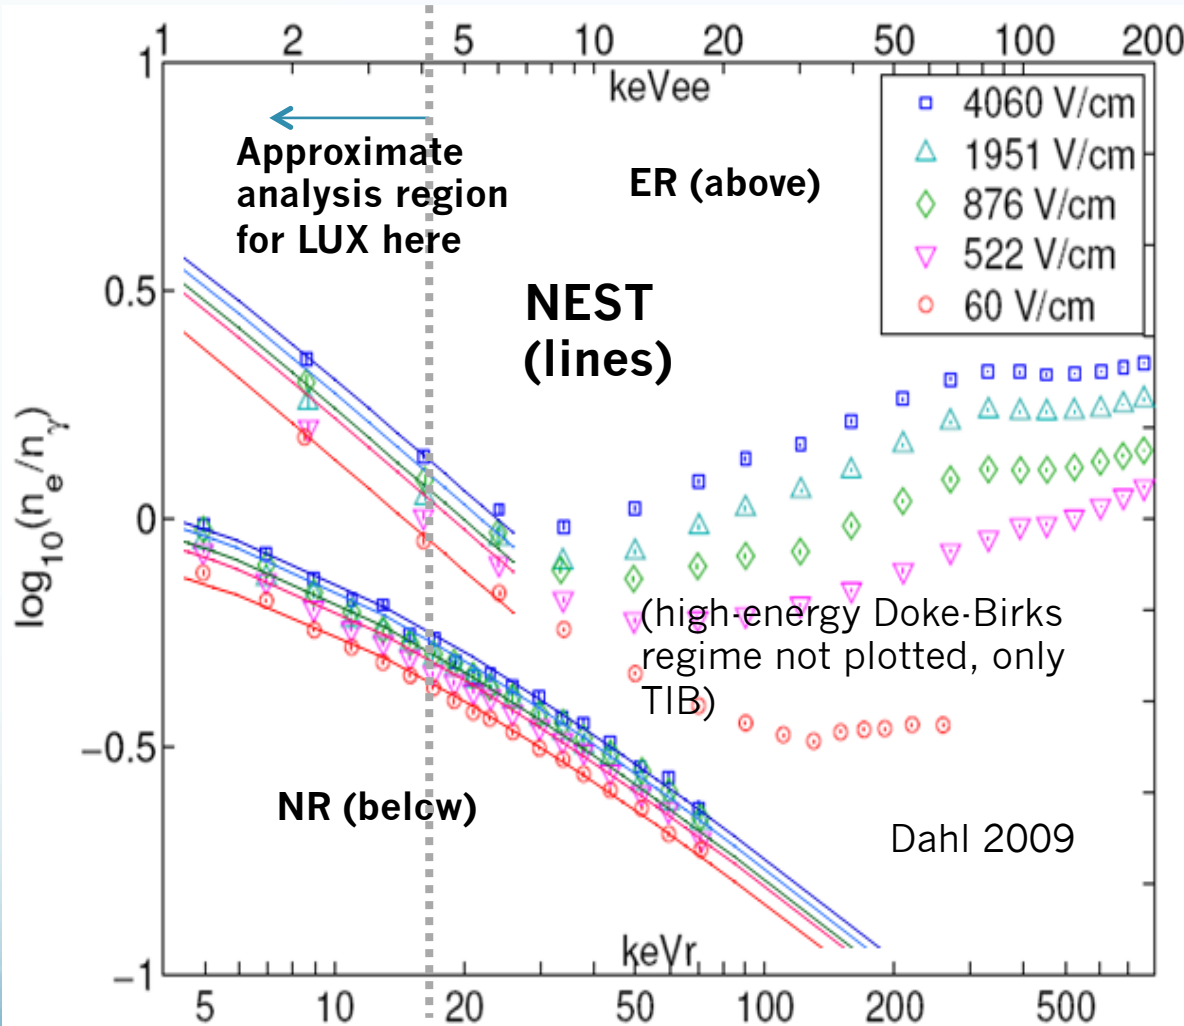 1 2 5 10 20 50 100 200
keVee
1
0.5
0
−0.5
−1
log10(ne/nγ)
Approximate
analysis region
for LUX here
ER (above)
4060 V/cm
1951 V/cm
876 V/cm
522 V/cm
60 V/cm
NEST
(lines)
(high-energy Doke-Birks
regime not plotted, only
TIB)
NR (below)
Dahl 2009
keVr
5 10 20 50 100 200 500